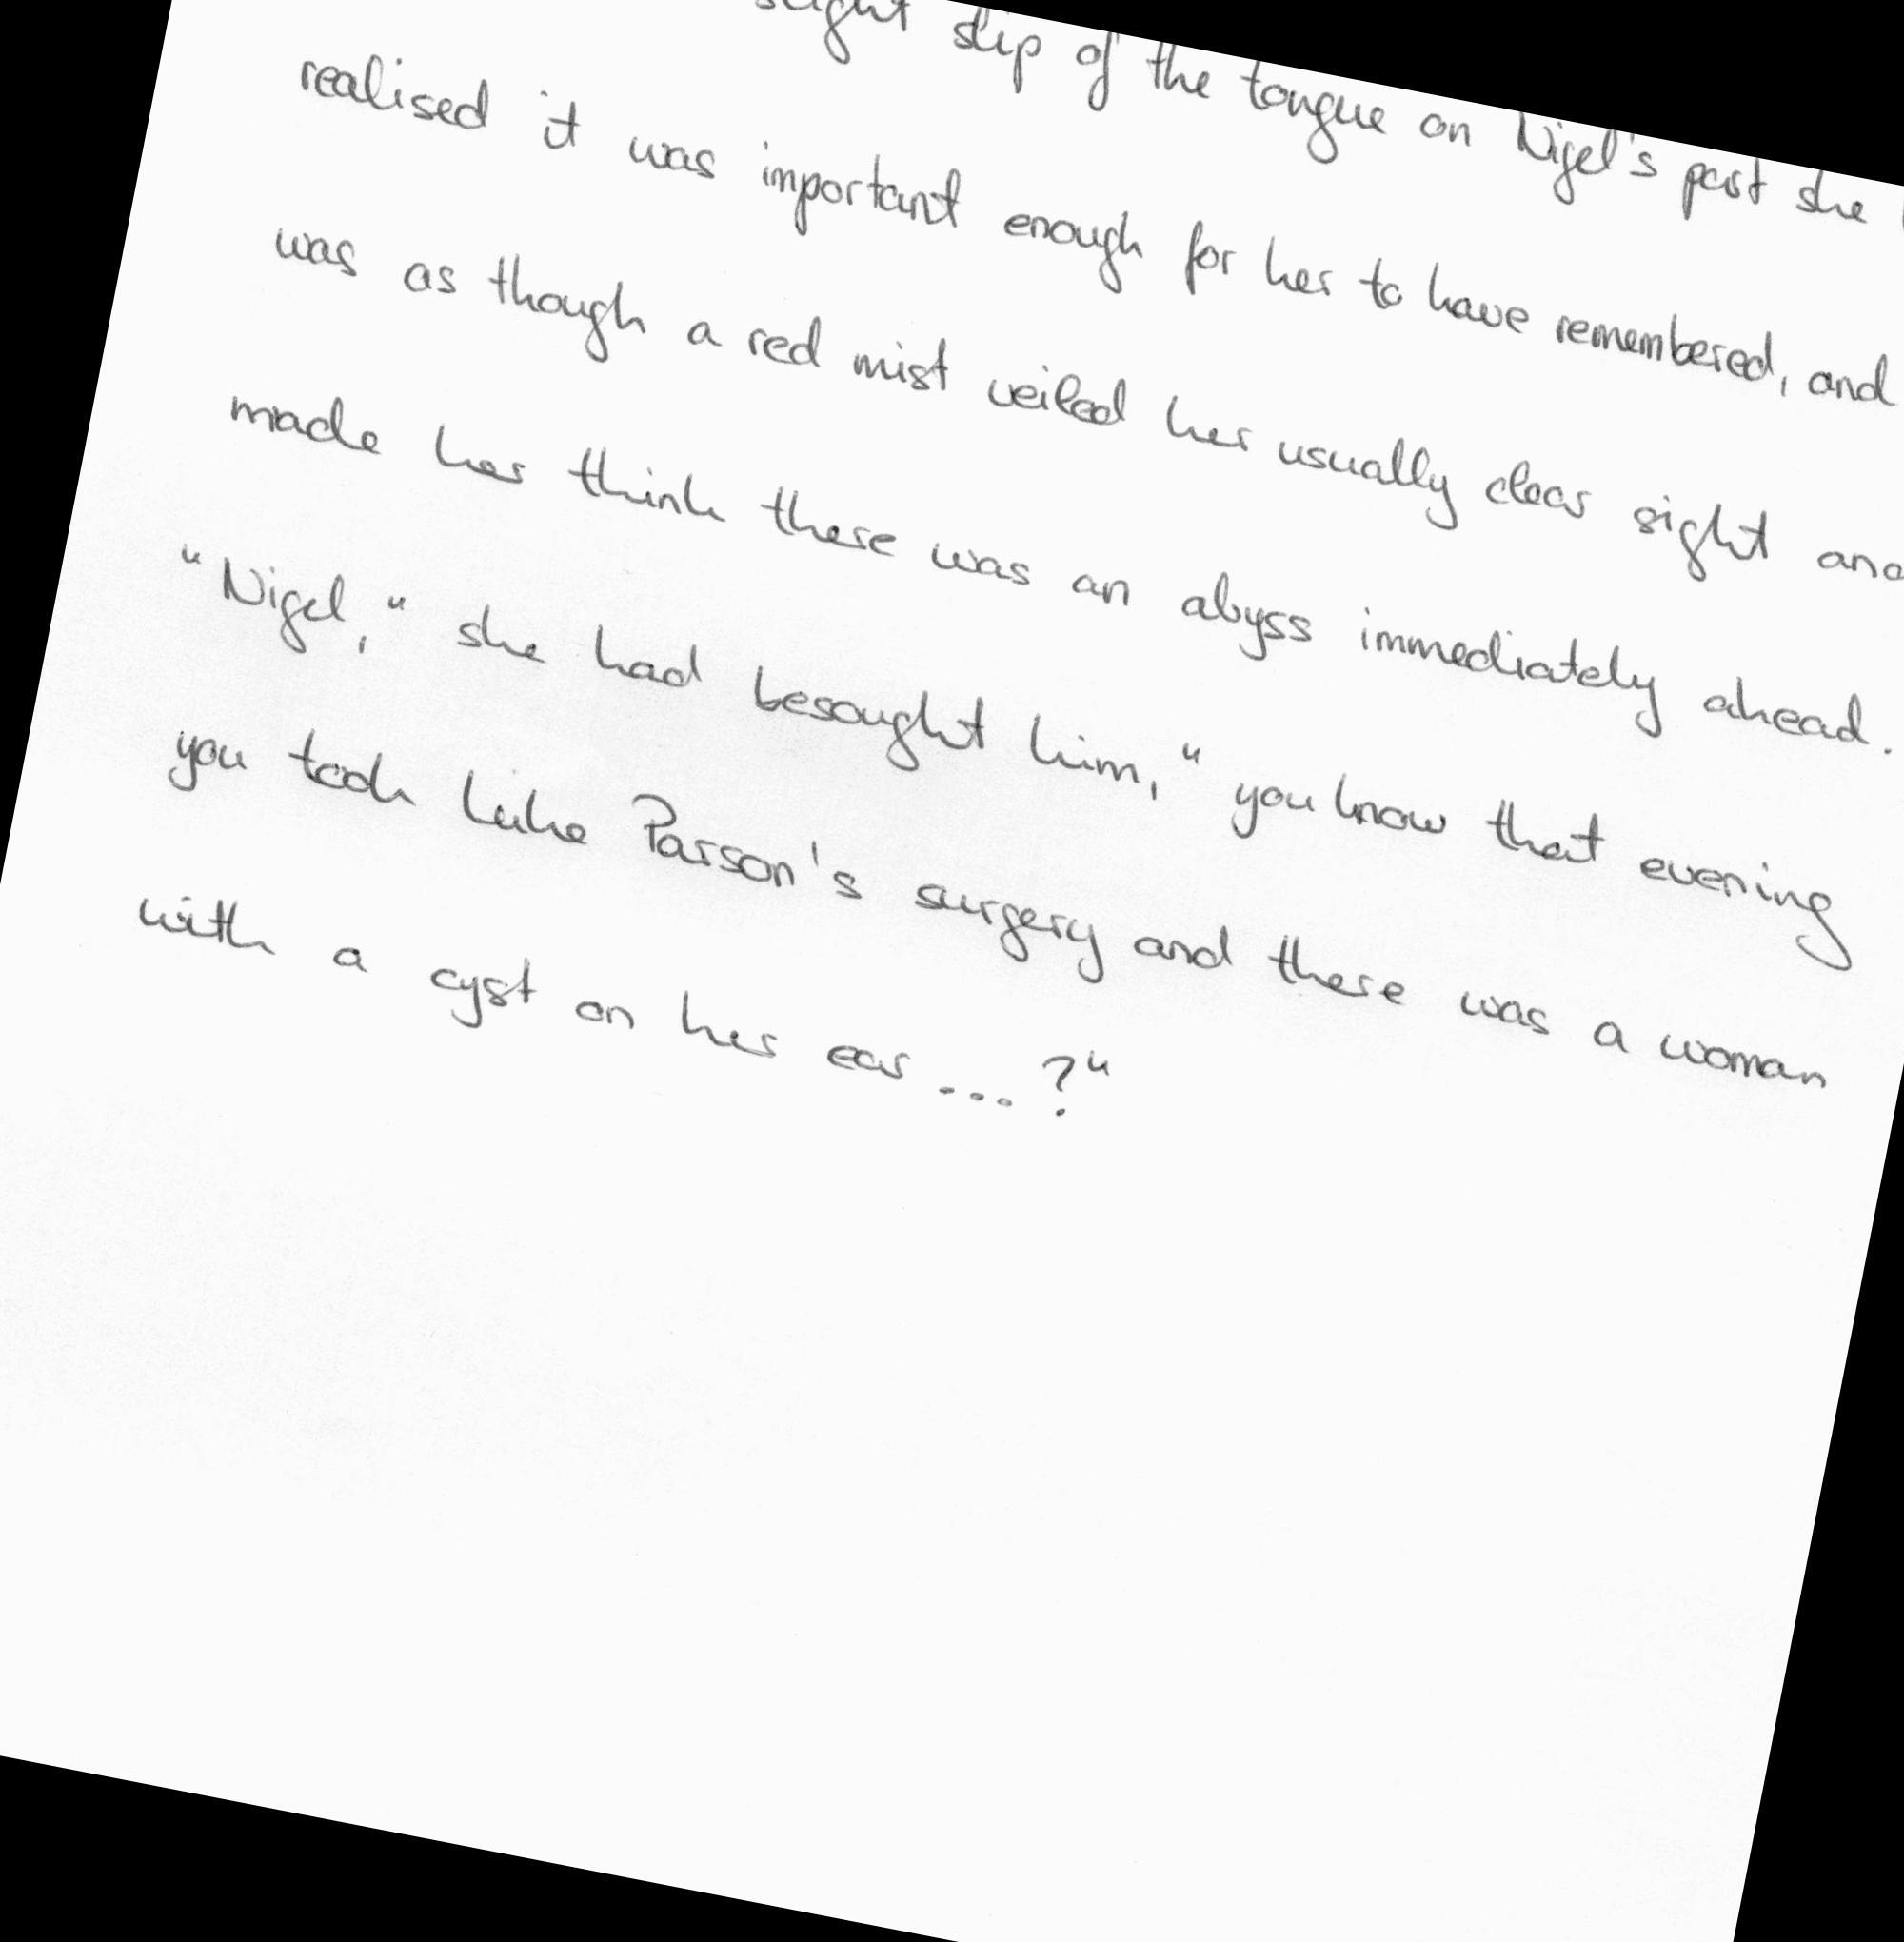 slight slip of the tongue on Nigel's part she
realised it was important enough for her to have remembered, and
was as though a red mist veiled her usually clear sight and
made her think there was an abyss immediately ahead.
"Nigel," she had besought him, "you know that evening
you took Luke Parson's surgery and there was a woman
with a cyst on her ear ... ?"